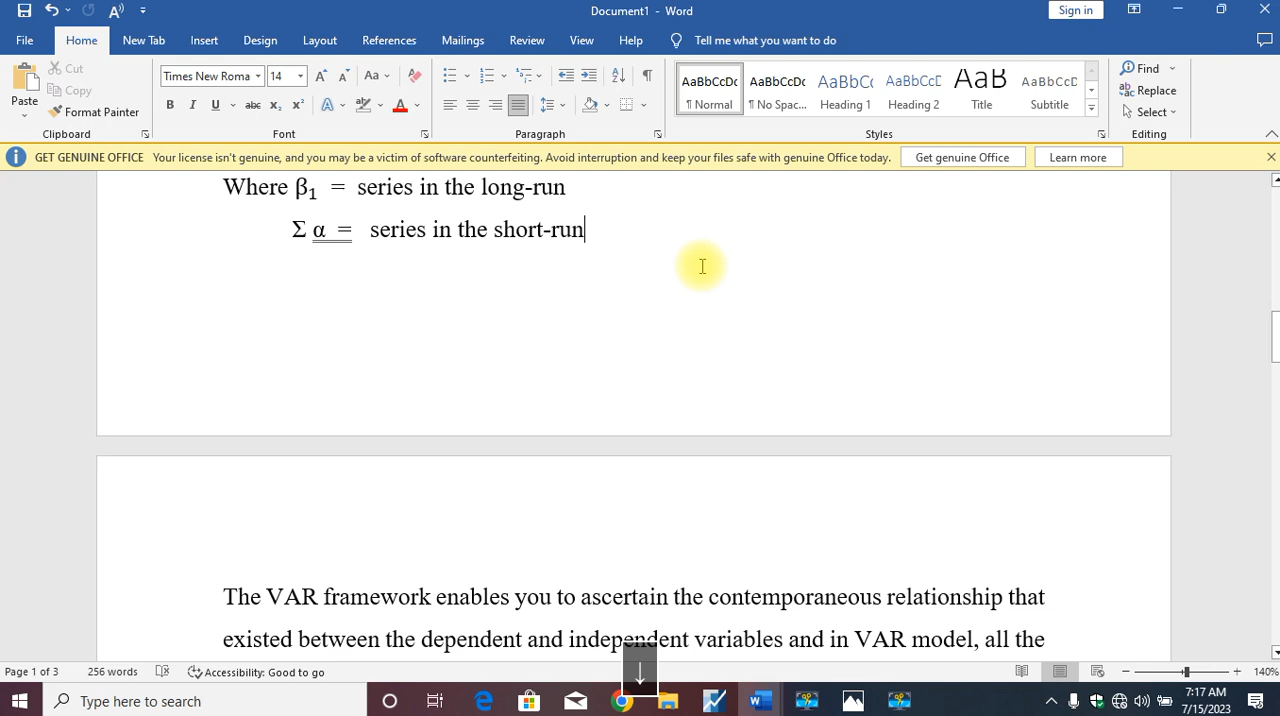 Document1 - Word
Sign in
File Home New Tab Insert Design Layout References Mailings Review View Help Tell me what you want to do
Paste
Cut
Copy
Format Painter
Clipboard
Times New Roma 14
Aa
B I U abc x₂ x² A A
Font
Paragraph
AaBbCcDc AaBbCcDc AaBbC AaBbCcD AaB AaBbCcD
¶ Normal ¶ No Spac... Heading 1 Heading 2 Title Subtitle
Styles
Find
Replace
Select
Editing
GET GENUINE OFFICE Your license isn't genuine, and you may be a victim of software counterfeiting. Avoid interruption and keep your files safe with genuine Office today. Get genuine Office Learn more
Where β₁ = series in the long-run
Σ α = series in the short-run
The VAR framework enables you to ascertain the contemporaneous relationship that
existed between the dependent and independent variables and in VAR model, all the
Page 1 of 3 256 words Accessibility: Good to go 140%
Type here to search
7:17 AM
7/15/2023